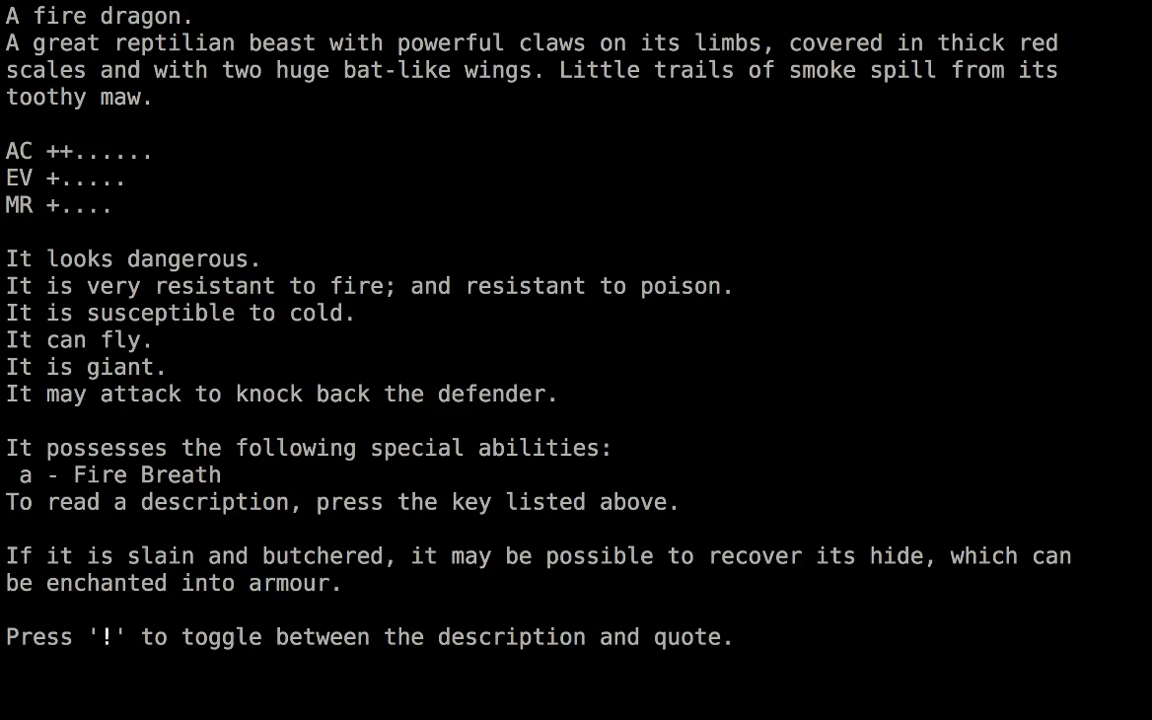 A fire dragon.
A great reptilian beast with powerful claws on its limbs, covered in thick red
scales and with two huge bat-like wings. Little trails of smoke spill from its
toothy maw.
AC ++......
EV +.....
MR +....
It looks dangerous.
It is very resistant to fire; and resistant to poison.
It is susceptible to cold.
It can fly.
It is giant.
It may attack to knock back the defender.
It possesses the following special abilities:
a - Fire Breath
To read a description, press the key listed above.
If it is slain and butchered, it may be possible to recover its hide, which can
be enchanted into armour.
Press '!' to toggle between the description and quote.